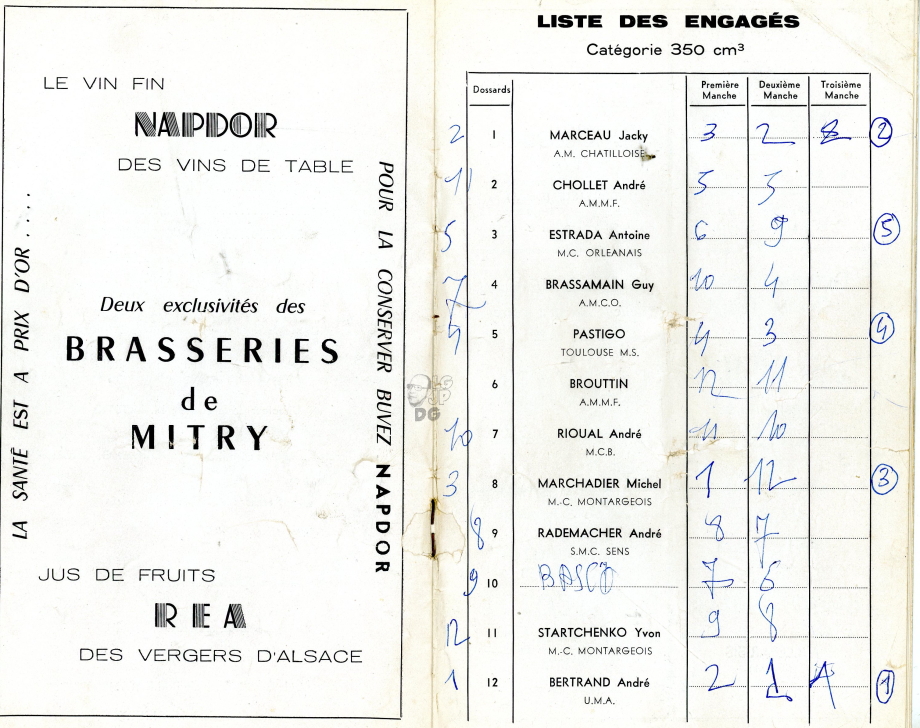 LE VIN FIN
NAPDOR
DES VINS DE TABLE
LA SANTÉ EST A PRIX D'OR....
POUR LA CONSERVER BUVEZ NAPDOR
Deux exclusivités des
BRASSERIES
de
MITRY
JUS DE FRUITS
REA
DES VERGERS D'ALSACE
LISTE DES ENGAGÉS
Catégorie 350 cm³
Dossards Première Manche Deuxième Manche Troisième Manche
2 1 MARCEAU Jacky 3 2 2
A.M. CHATILLOISE
11 2 CHOLLET André 5 5
A.M.M.F.
5 3 ESTRADA Antoine 6 9 5
M.C. ORLEANAIS
7 4 BRASSAMAIN Guy 10 4
A.M.C.O.
5 PASTIGO 4 3 4
TOULOUSE M.S.
6 BROUTTIN 12 11
A.M.M.F.
10 7 RIOUAL André 11 10
M.C.B.
3 8 MARCHADIER Michel 1 12 3
M.-C. MONTARGEOIS
8 9 RADEMACHER André 8 7
S.M.C. SENS
9 10 7 6
12 11 STARTCHENKO Yvon 9 8
M.-C. MONTARGEOIS
1 12 BERTRAND André 2 1 1 1
U.M.A.
DG